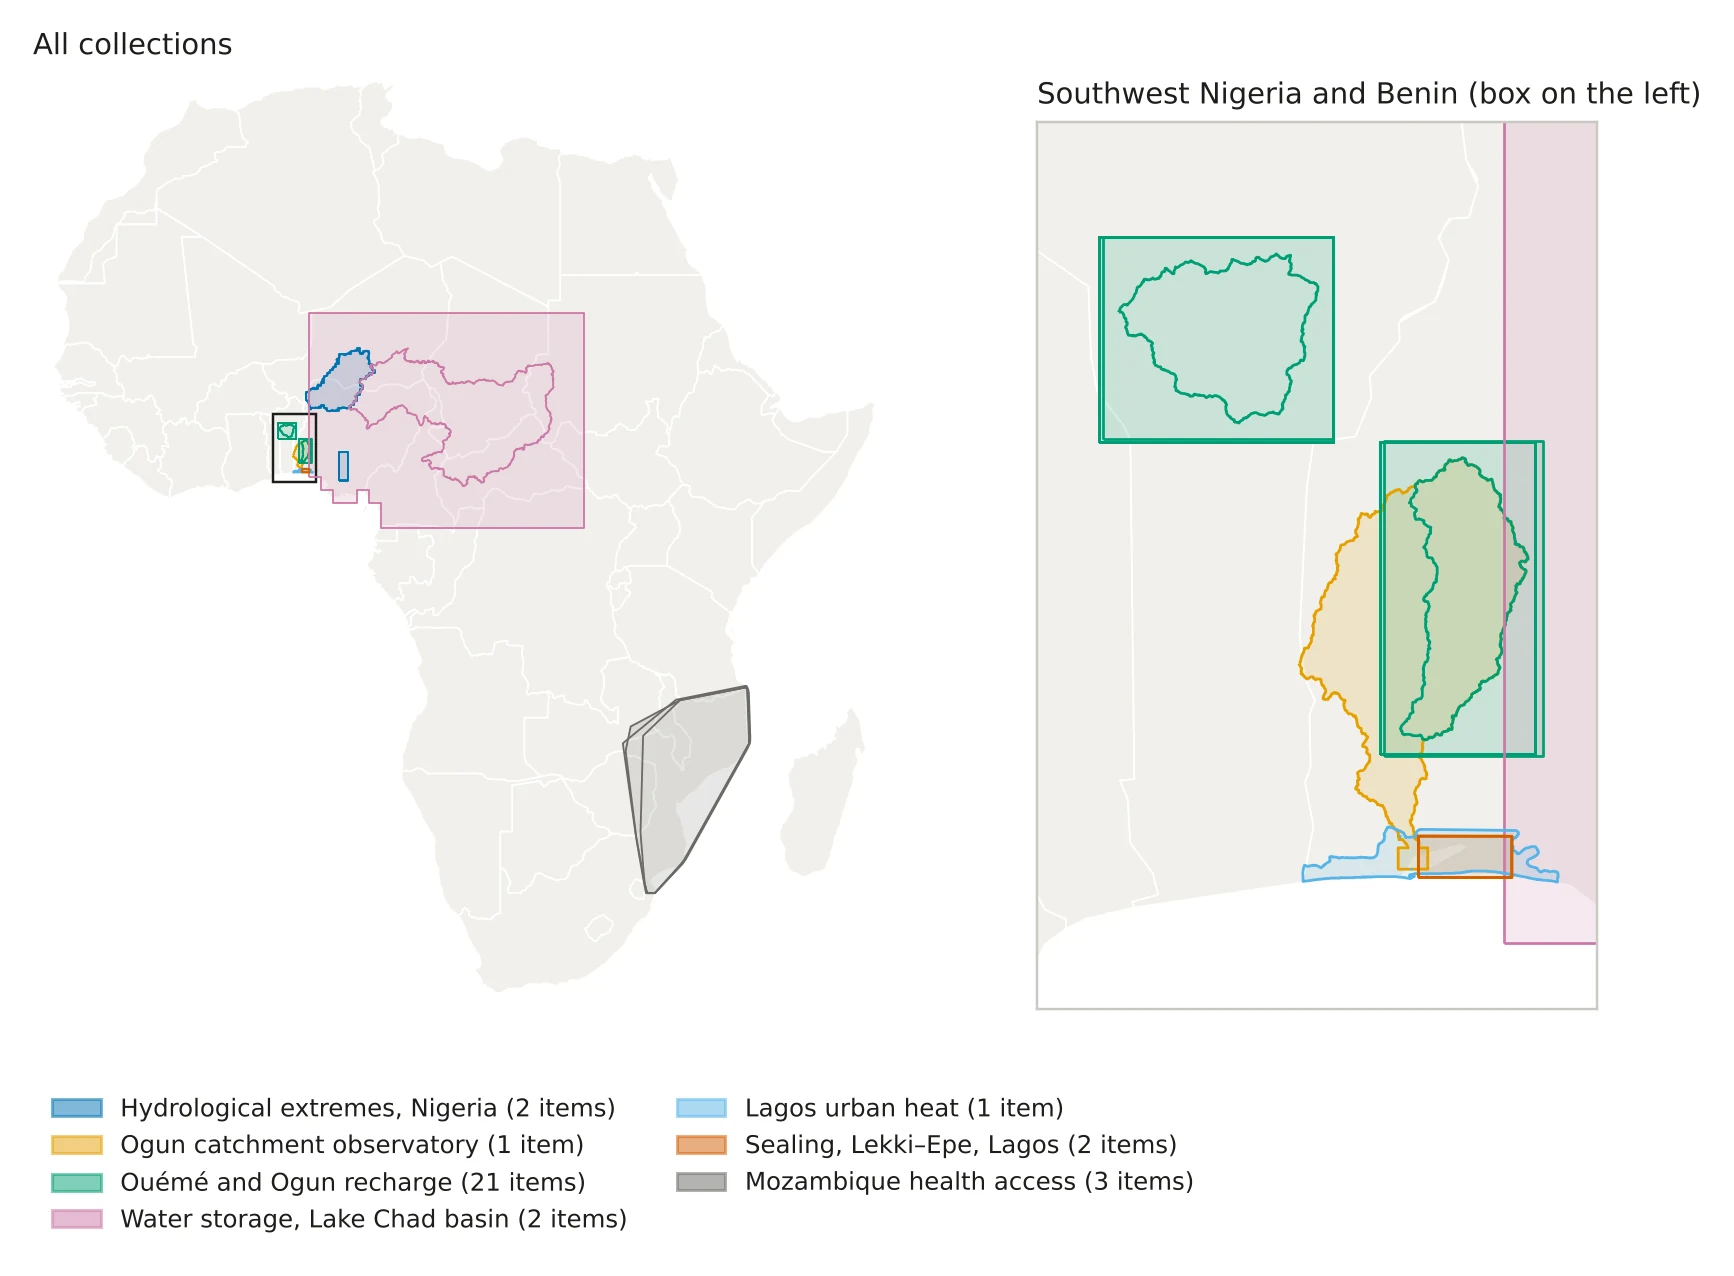 All collections
Southwest Nigeria and Benin (box on the left)
Hydrological extremes, Nigeria (2 items)
Ogun catchment observatory (1 item)
Ouémé and Ogun recharge (21 items)
Water storage, Lake Chad basin (2 items)
Lagos urban heat (1 item)
Sealing, Lekki–Epe, Lagos (2 items)
Mozambique health access (3 items)